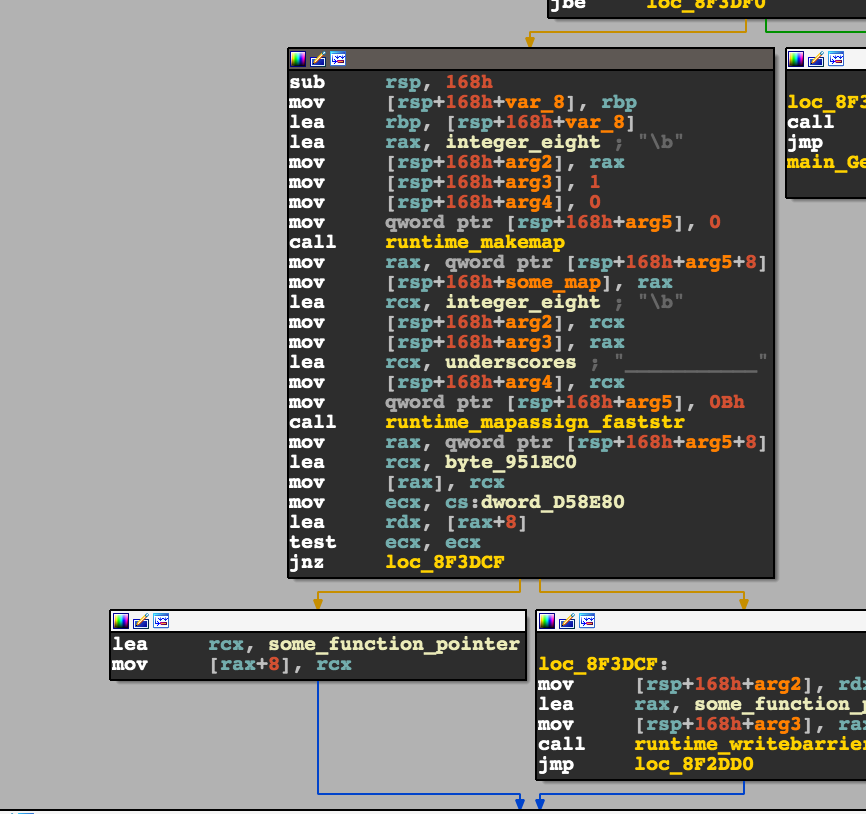 jbe loc_8F3DF0
sub rsp, 168h
mov [rsp+168h+var_8], rbp
lea rbp, [rsp+168h+var_8]
lea rax, integer_eight ; "\b"
mov [rsp+168h+arg2], rax
mov [rsp+168h+arg3], 1
mov [rsp+168h+arg4], 0
mov qword ptr [rsp+168h+arg5], 0
call runtime_makemap
mov rax, qword ptr [rsp+168h+arg5+8]
mov [rsp+168h+some_map], rax
lea rcx, integer_eight ; "\b"
mov [rsp+168h+arg2], rcx
mov [rsp+168h+arg3], rax
lea rcx, underscores ; "___________"
mov [rsp+168h+arg4], rcx
mov qword ptr [rsp+168h+arg5], 0Bh
call runtime_mapassign_faststr
mov rax, qword ptr [rsp+168h+arg5+8]
lea rcx, byte_951EC0
mov [rax], rcx
mov ecx, cs:dword_D58E80
lea rdx, [rax+8]
test ecx, ecx
jnz loc_8F3DCF
loc_8F3
call
jmp
main_Ge
lea rcx, some_function_pointer
mov [rax+8], rcx
loc_8F3DCF:
mov [rsp+168h+arg2], rd
lea rax, some_function_
mov [rsp+168h+arg3], ra
call runtime_writebarrier
jmp loc_8F2DD0